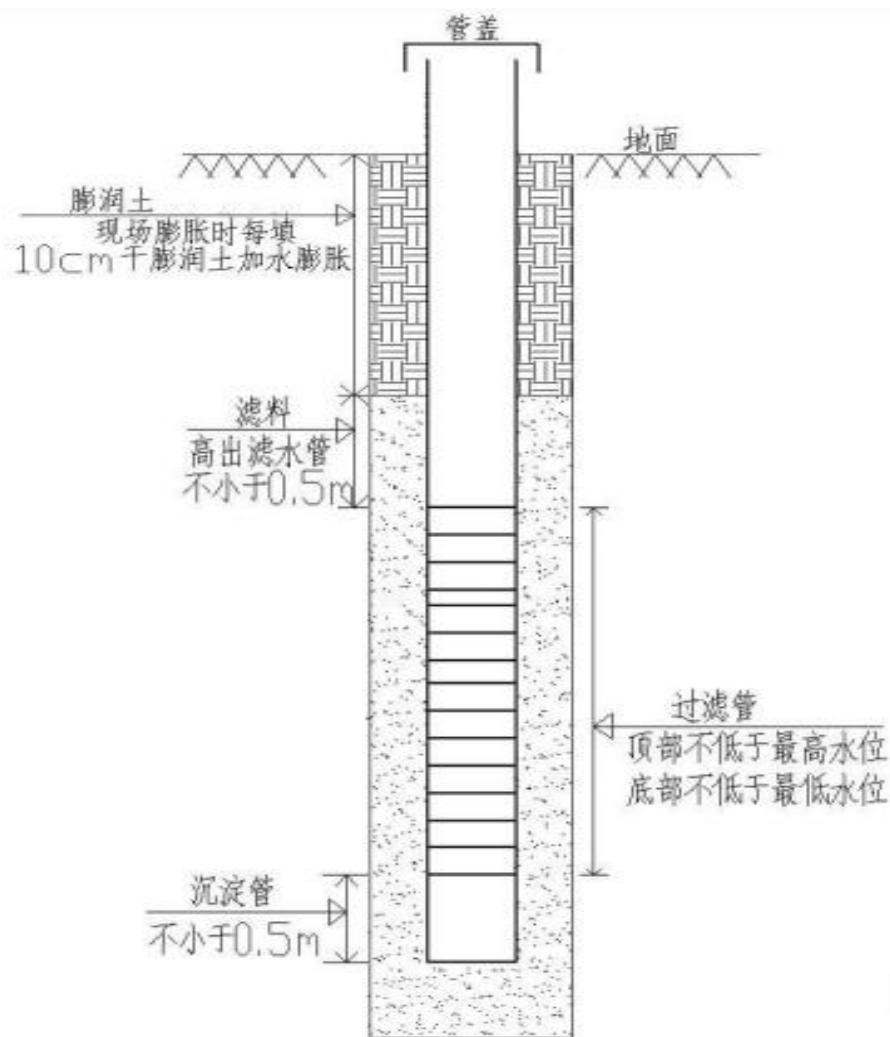 管盖
地面
膨润土
现场膨胀时每填
10cm干膨润土加水膨胀
滤料
高出滤水管
不小于0.5m
过滤管
顶部不低于最高水位
底部不低于最低水位
沉淀管
不小于0.5m